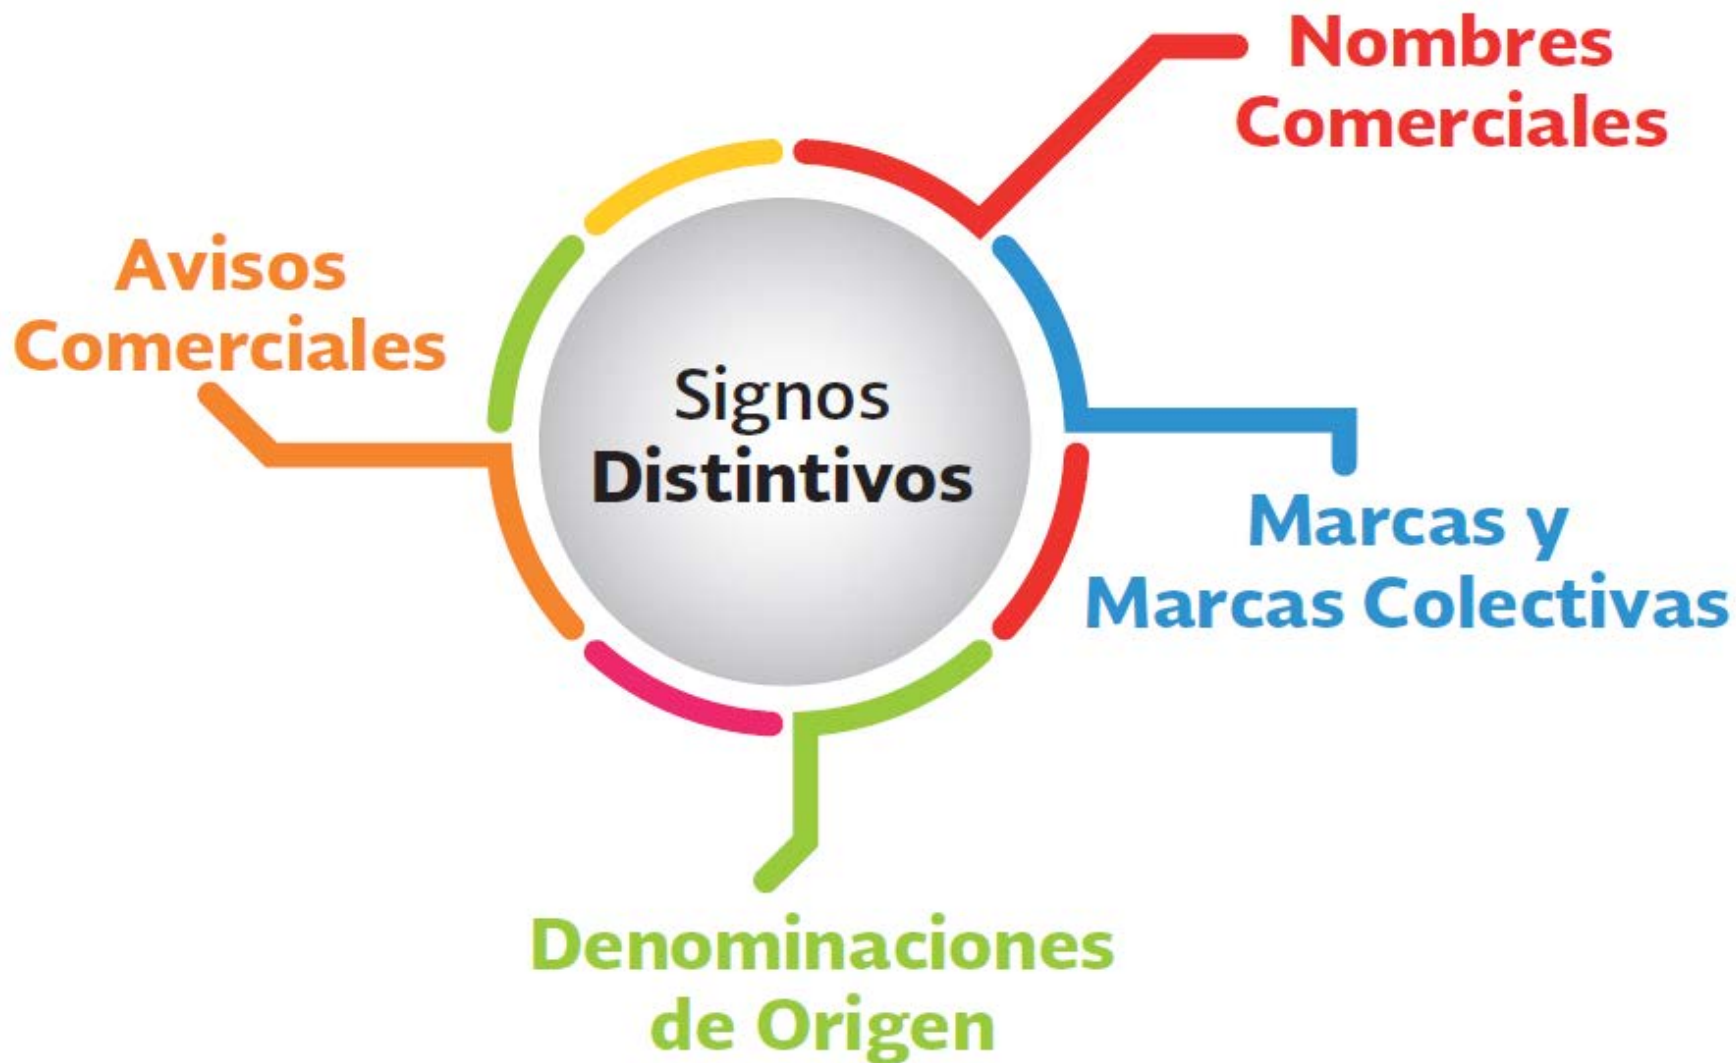 Nombres
Comerciales
Avisos
Comerciales
Signos
Distintivos
Marcas y
Marcas Colectivas
Denominaciones
de Origen